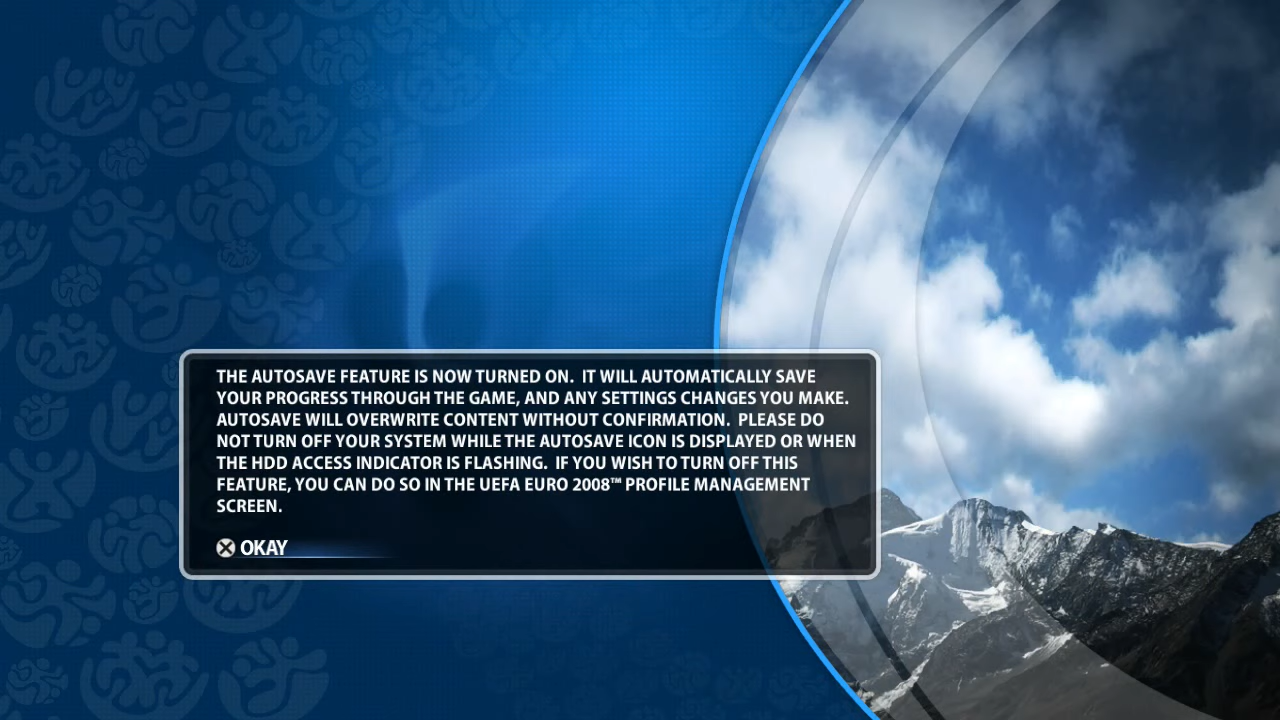 THE AUTOSAVE FEATURE IS NOW TURNED ON.  IT WILL AUTOMATICALLY SAVE
YOUR PROGRESS THROUGH THE GAME, AND ANY SETTINGS CHANGES YOU MAKE.
AUTOSAVE WILL OVERWRITE CONTENT WITHOUT CONFIRMATION.  PLEASE DO
NOT TURN OFF YOUR SYSTEM WHILE THE AUTOSAVE ICON IS DISPLAYED OR WHEN
THE HDD ACCESS INDICATOR IS FLASHING.  IF YOU WISH TO TURN OFF THIS
FEATURE, YOU CAN DO SO IN THE UEFA EURO 2008™ PROFILE MANAGEMENT
SCREEN.
OKAY